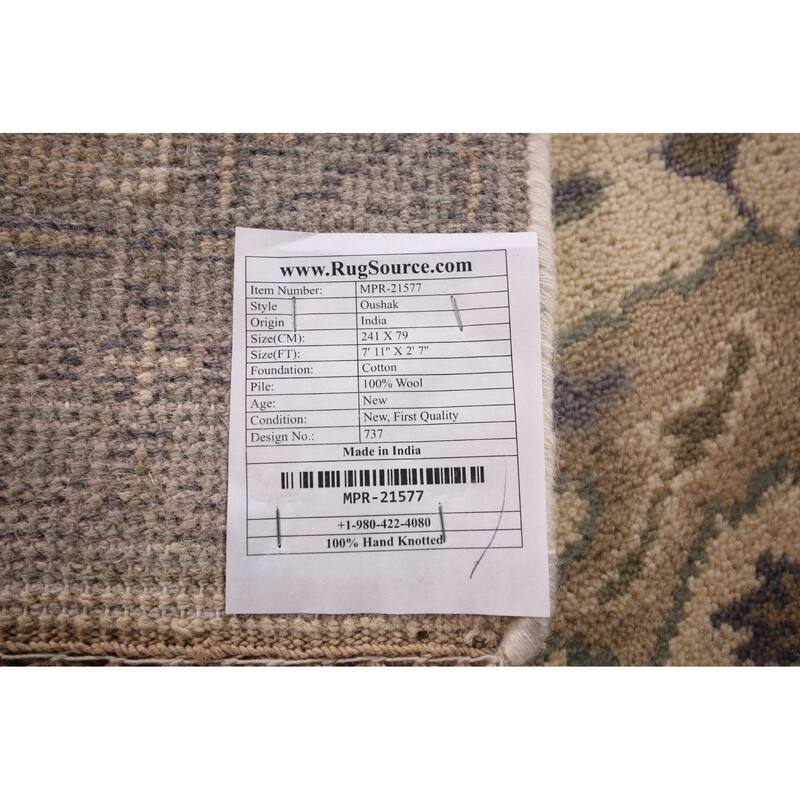 www.RugSource.com
Item Number: MPR-21577
Style Oushak
Origin India
Size(CM): 241 X 79
Size(FT): 7' 11" X 2' 7"
Foundation: Cotton
Pile: 100% Wool
Age: New
Condition: New, First Quality
Design No.: 737
Made in India
MPR-21577
+1-980-422-4080
100% Hand Knotted